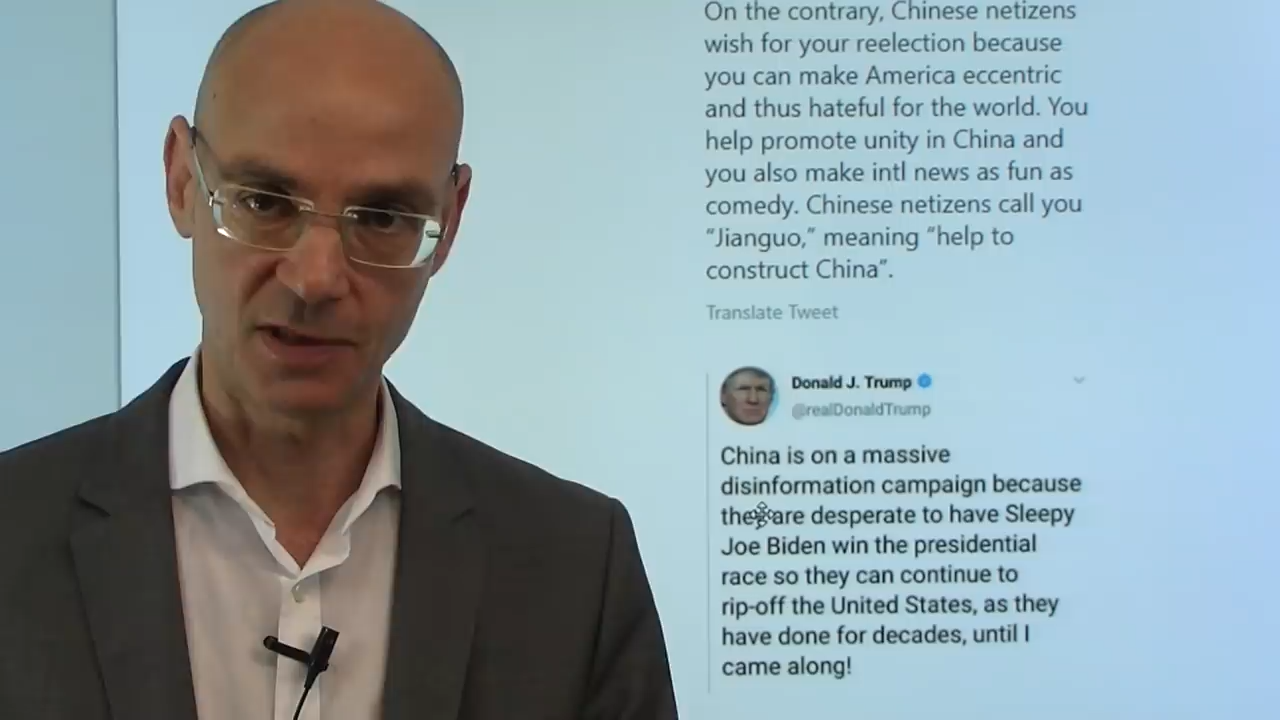 On the contrary, Chinese netizens
wish for your reelection because
you can make America eccentric
and thus hateful for the world. You
help promote unity in China and
you also make intl news as fun as
comedy. Chinese netizens call you
“Jianguo,” meaning “help to
construct China”.
Translate Tweet
Donald J. Trump
@realDonaldTrump
China is on a massive
disinformation campaign because
they are desperate to have Sleepy
Joe Biden win the presidential
race so they can continue to
rip-off the United States, as they
have done for decades, until I
came along!